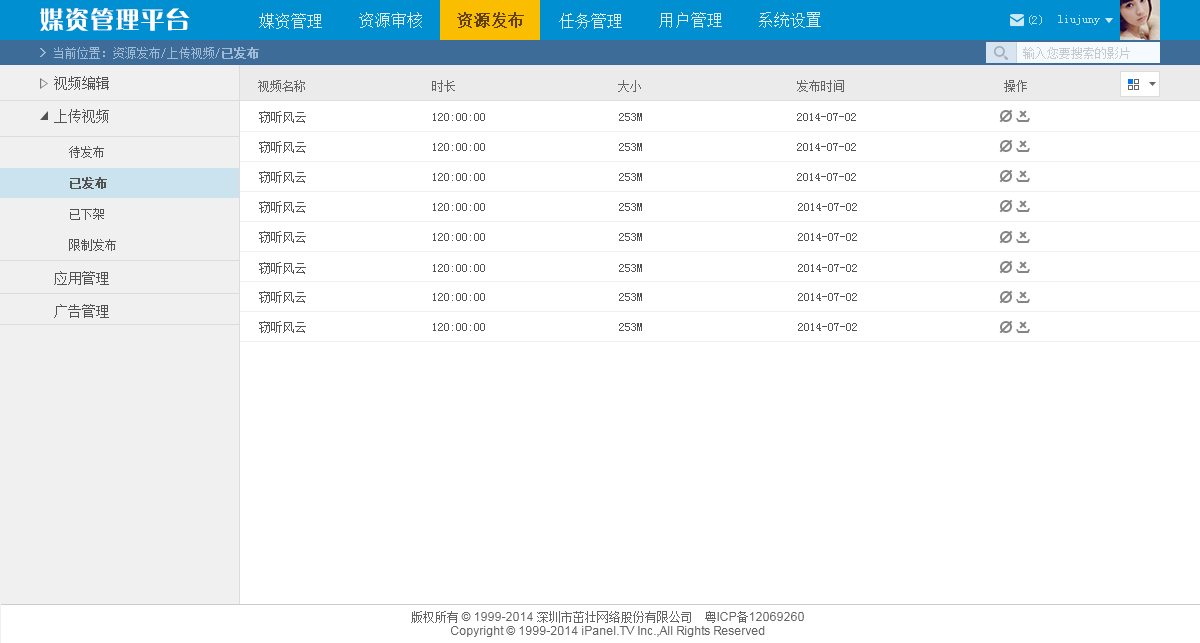 媒资管理平台 媒资管理 资源审核 资源发布 任务管理 用户管理 系统设置 (2) liujuny
当前位置：资源发布/上传视频/已发布 输入您要搜索的影片
视频编辑
上传视频
待发布
已发布
已下架
限制发布
应用管理
广告管理
视频名称 时长 大小 发布时间 操作
窃听风云 120:00:00 253M 2014-07-02
窃听风云 120:00:00 253M 2014-07-02
窃听风云 120:00:00 253M 2014-07-02
窃听风云 120:00:00 253M 2014-07-02
窃听风云 120:00:00 253M 2014-07-02
窃听风云 120:00:00 253M 2014-07-02
窃听风云 120:00:00 253M 2014-07-02
窃听风云 120:00:00 253M 2014-07-02
版权所有 © 1999-2014 深圳市茁壮网络股份有限公司 粤ICP备12069260
Copyright © 1999-2014 iPanel.TV Inc.,All Rights Reserved